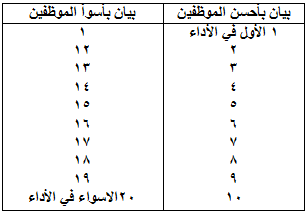 بيان بأحسن الموظفين	بيان بأسوأ الموظفين
١ الأول في الأداء	١
٢	١٢
٣	١٣
٤	١٤
٥	١٥
٦	١٦
٧	١٧
٨	١٨
٩	١٩
١٠	٢٠الاسواء في الأداء